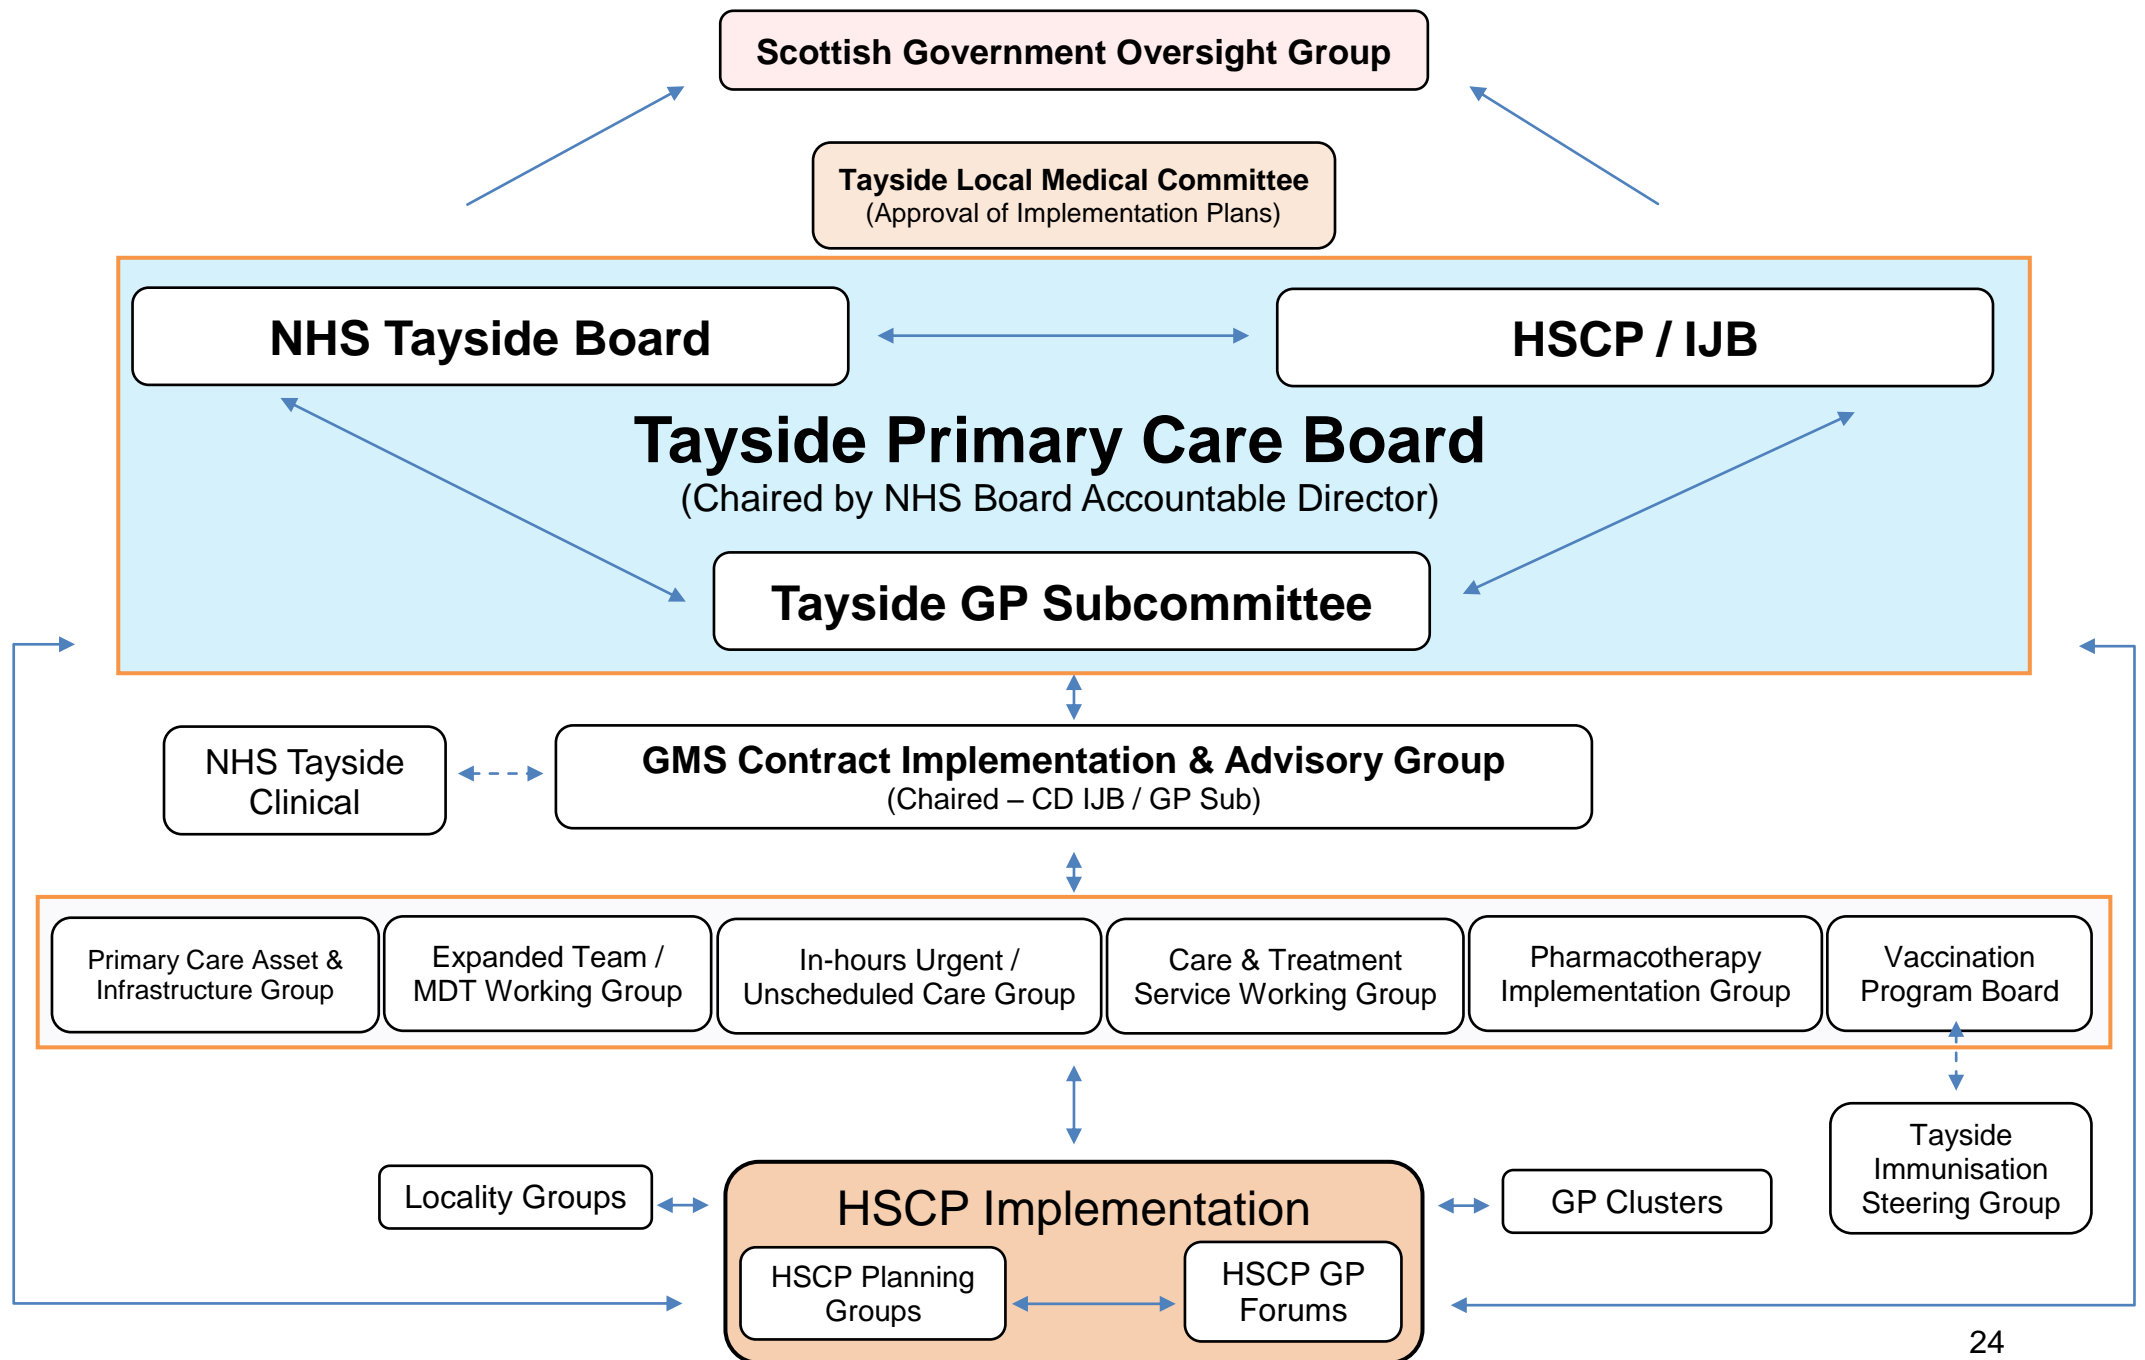 Scottish Government Oversight Group
Tayside Local Medical Committee
(Approval of Implementation Plans)
NHS Tayside Board
HSCP / IJB
Tayside Primary Care Board
(Chaired by NHS Board Accountable Director)
Tayside GP Subcommittee
NHS Tayside
Clinical
GMS Contract Implementation & Advisory Group
(Chaired – CD IJB / GP Sub)
Primary Care Asset &
Infrastructure Group
Expanded Team /
MDT Working Group
In-hours Urgent /
Unscheduled Care Group
Care & Treatment
Service Working Group
Pharmacotherapy
Implementation Group
Vaccination
Program Board
Tayside
Immunisation
Steering Group
Locality Groups
HSCP Implementation
GP Clusters
HSCP Planning
Groups
HSCP GP
Forums
24